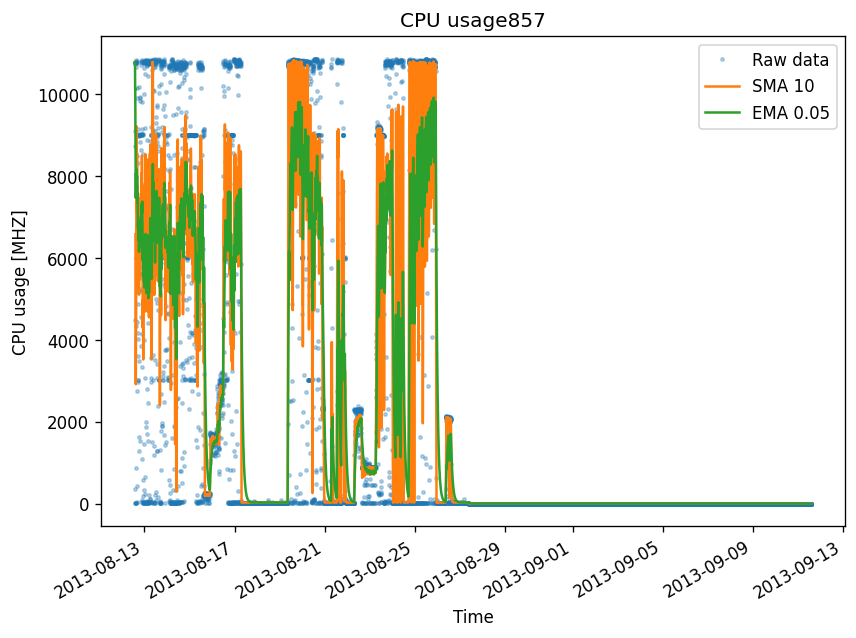 CPU usage857
Raw data
SMA 10
EMA 0.05
CPU usage [MHZ]
10000
8000
6000
4000
2000
0
2013-08-13
2013-08-17
2013-08-21
2013-08-25
2013-08-29
2013-09-01
2013-09-05
2013-09-09
2013-09-13
Time